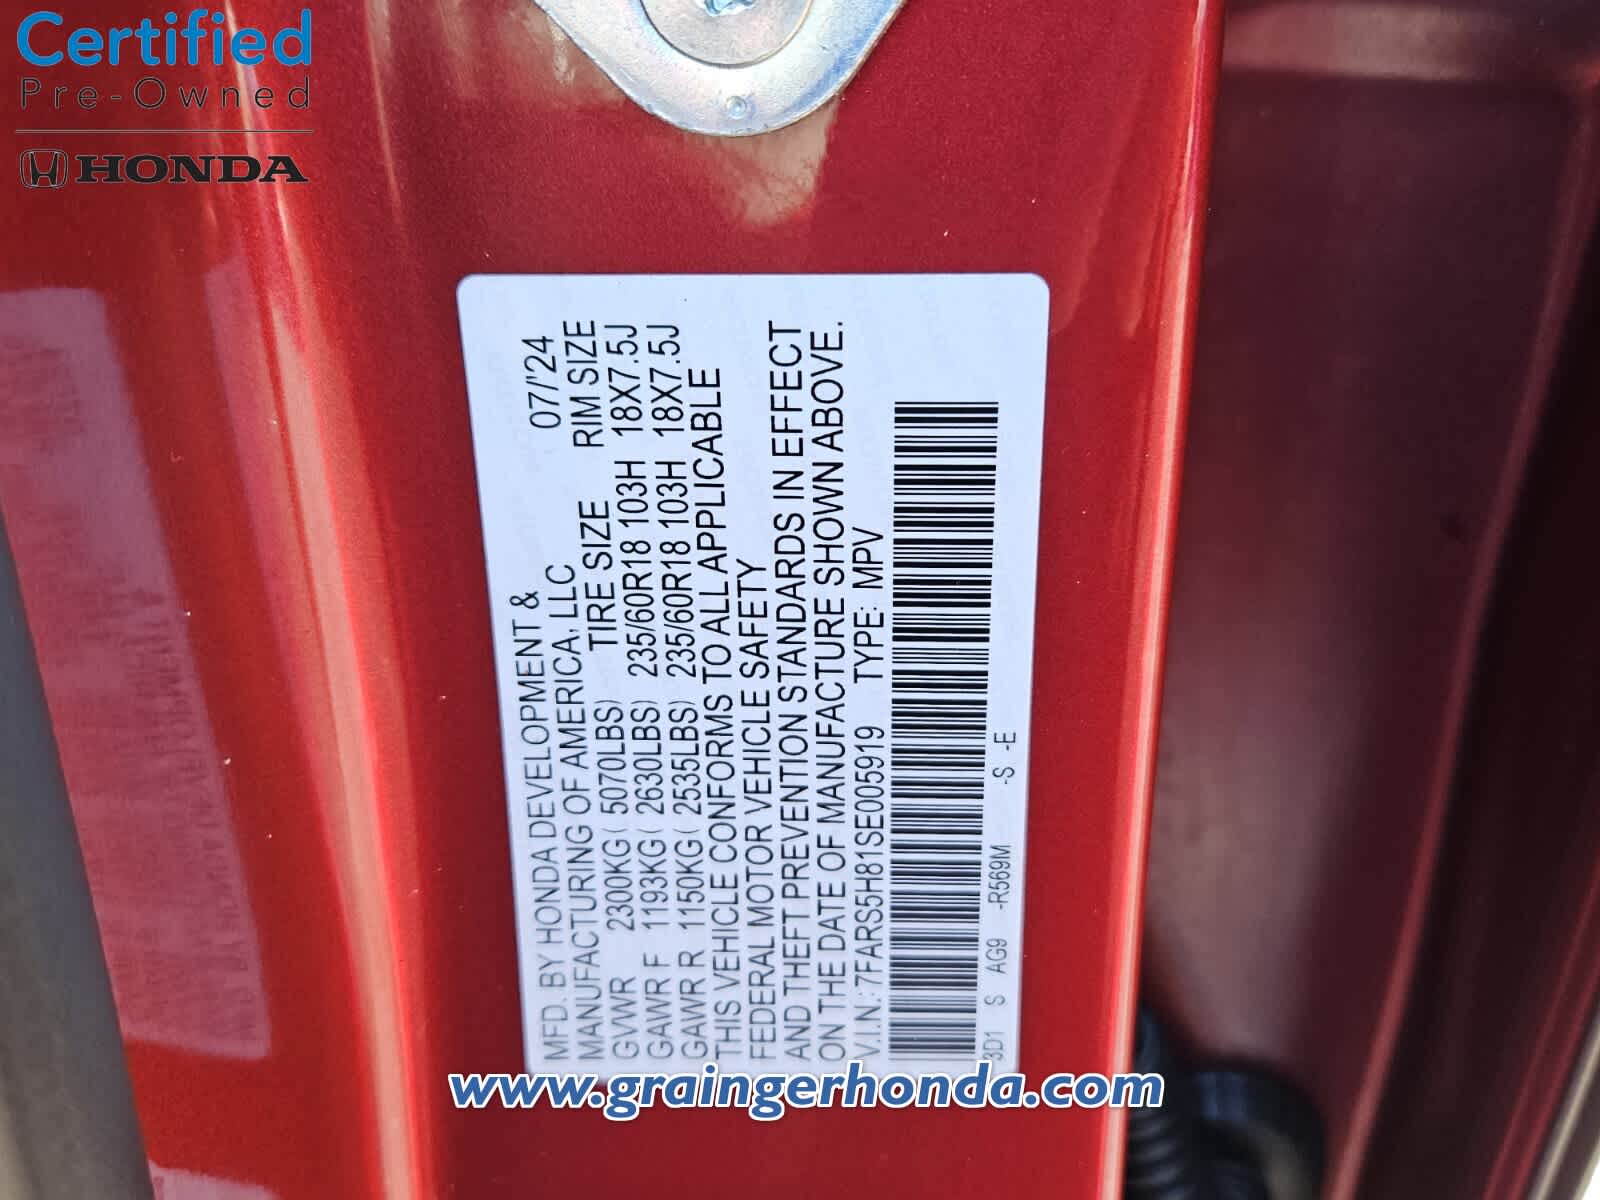 Certified
Pre-Owned
HONDA
MFD. BY HONDA DEVELOPMENT & 07/'24
MANUFACTURING OF AMERICA, LLC
TIRE SIZE RIM SIZE
GVWR 2300KG ( 5070LBS)
GAWR F 1193KG ( 2630LBS) 235/60R18 103H 18X7.5J
GAWR R 1150KG ( 2535LBS) 235/60R18 103H 18X7.5J
THIS VEHICLE CONFORMS TO ALL APPLICABLE
FEDERAL MOTOR VEHICLE SAFETY
AND THEFT PREVENTION STANDARDS IN EFFECT
ON THE DATE OF MANUFACTURE SHOWN ABOVE.
V.I.N.: 7FARS5H81SE005919 TYPE: MPV
3D1 S AG9 -R569M -S -E
www.graingerhonda.com